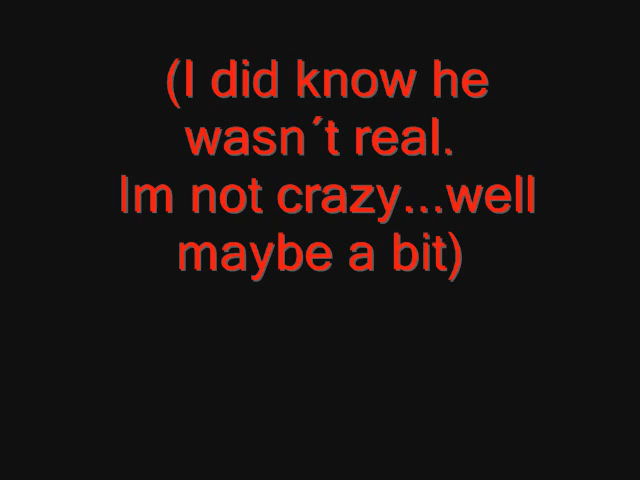 (I did know he
wasn´t real.
Im not crazy...well
maybe a bit)